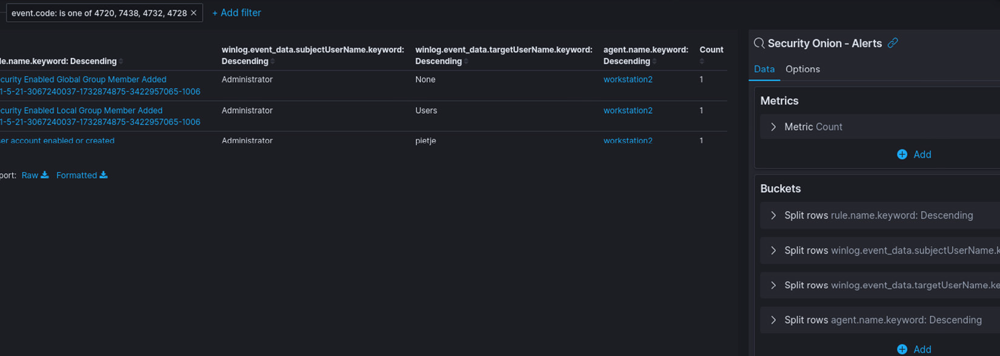 event.code: is one of 4720, 7438, 4732, 4728 ×
+ Add filter
le.name.keyword: Descending
winlog.event_data.subjectUserName.keyword: Descending
winlog.event_data.targetUserName.keyword: Descending
agent.name.keyword: Descending
Count
curity Enabled Global Group Member Added
1-5-21-3067240037-1732874875-3422957065-1006
Administrator
None
workstation2
1
curity Enabled Local Group Member Added
1-5-21-3067240037-1732874875-3422957065-1006
Administrator
Users
workstation2
1
ser account enabled or created
Administrator
pietje
workstation2
1
port: Raw Formatted
Security Onion - Alerts
Data Options
Metrics
Metric Count
Add
Buckets
Split rows rule.name.keyword: Descending
Split rows winlog.event_data.subjectUserName.k
Split rows winlog.event_data.targetUserName.ke
Split rows agent.name.keyword: Descending
Add